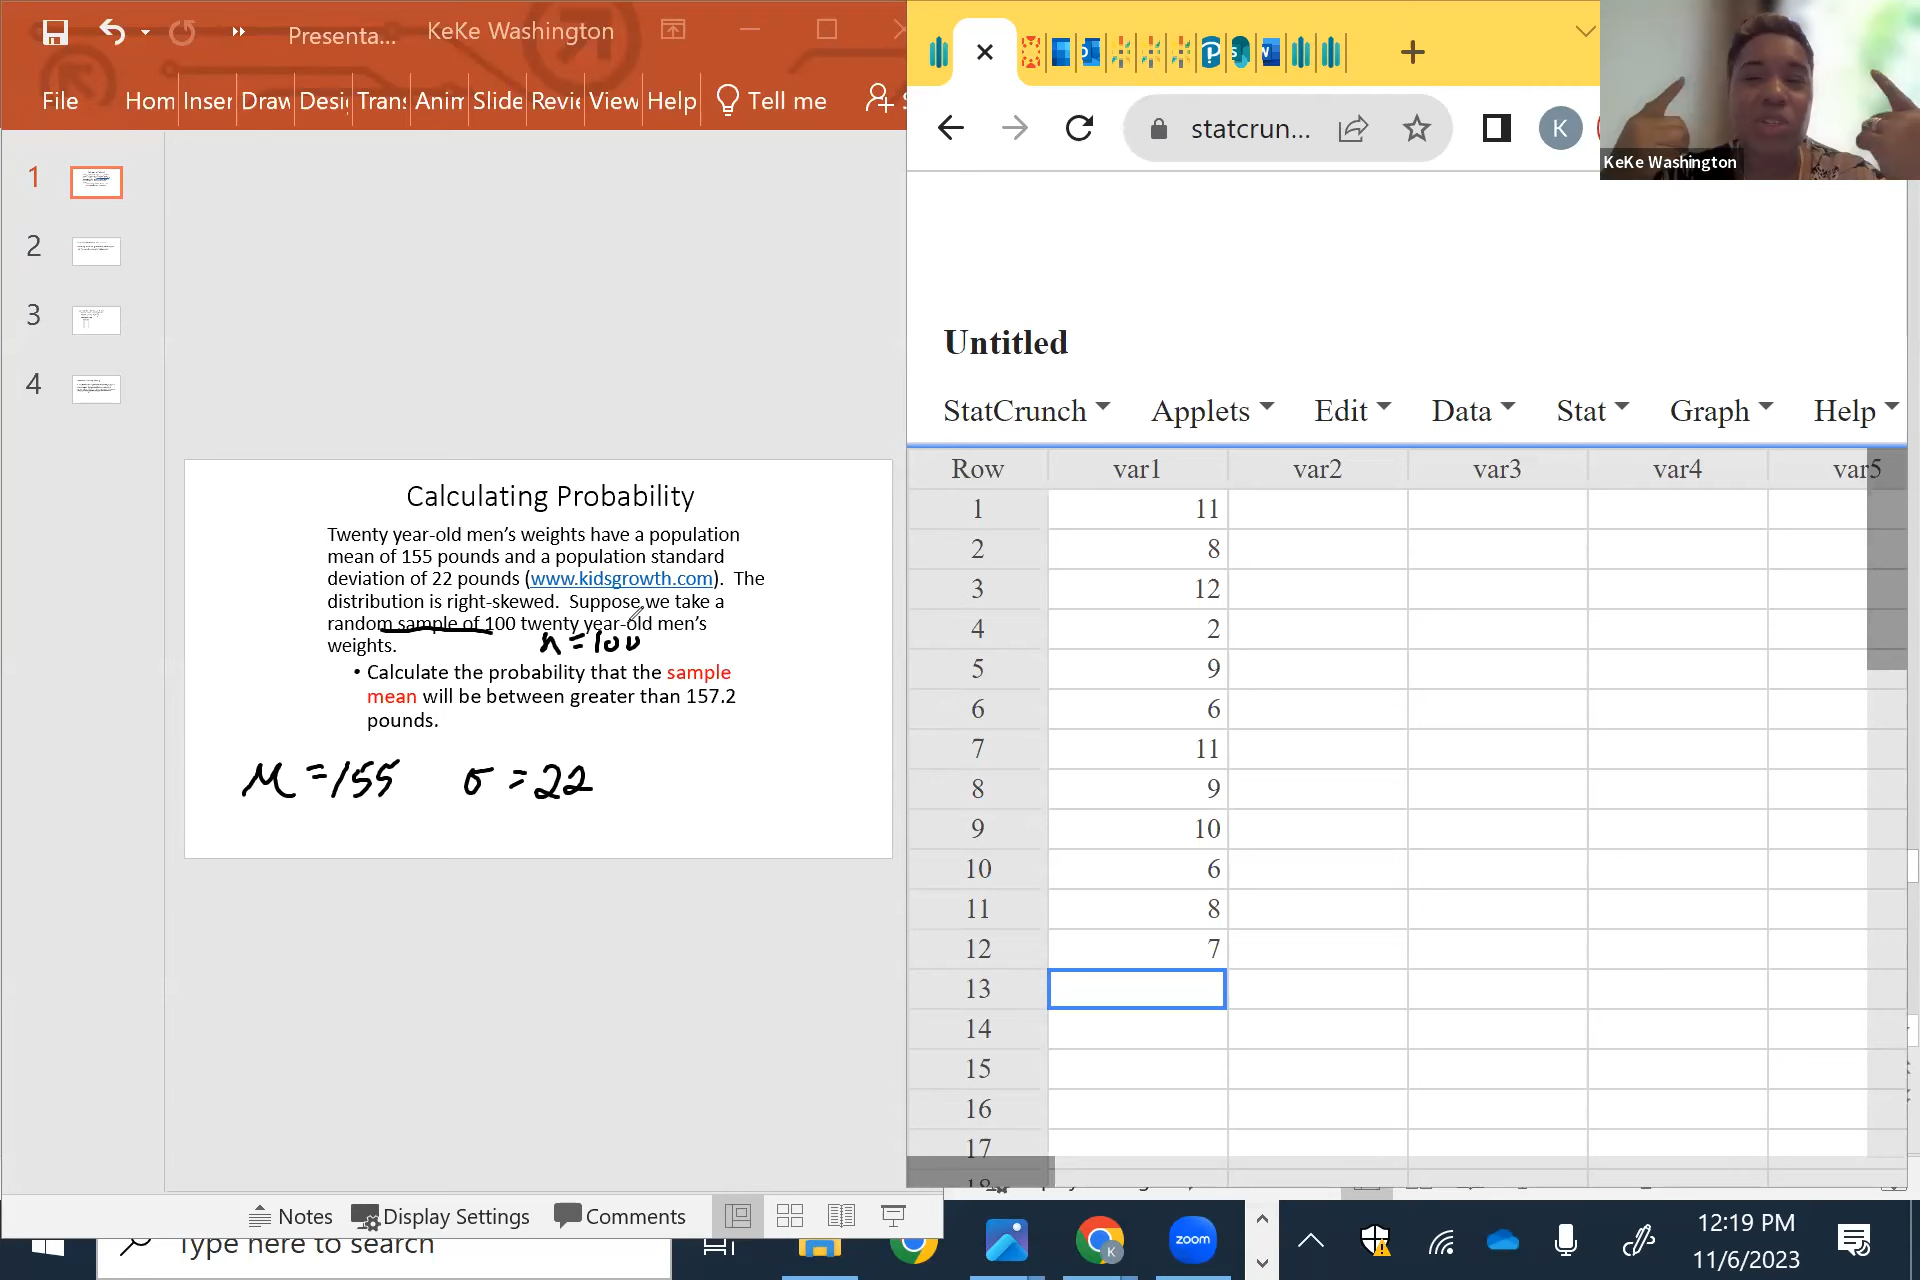 Presenta...
KeKe Washington
File
Hom
Inser
Draw
Desi
Trans
Anim
Slide
Revie
View
Help
Tell me
1
2
3
4
Calculating Probability
Twenty year-old men's weights have a population
mean of 155 pounds and a population standard
deviation of 22 pounds (www.kidsgrowth.com). The
distribution is right-skewed. Suppose we take a
random sample of 100 twenty year-old men's
weights.
n = 100
• Calculate the probability that the sample
mean will be between greater than 157.2
pounds.
M = 155 σ = 22
Notes
Display Settings
Comments
statcrun...
K
KeKe Washington
Untitled
StatCrunch
Applets
Edit
Data
Stat
Graph
Help
Row var1 var2 var3 var4 var5
1 11
2 8
3 12
4 2
5 9
6 6
7 11
8 9
9 10
10 6
11 8
12 7
13
14
15
16
17
18
Type here to search
K
zoom
12:19 PM
11/6/2023